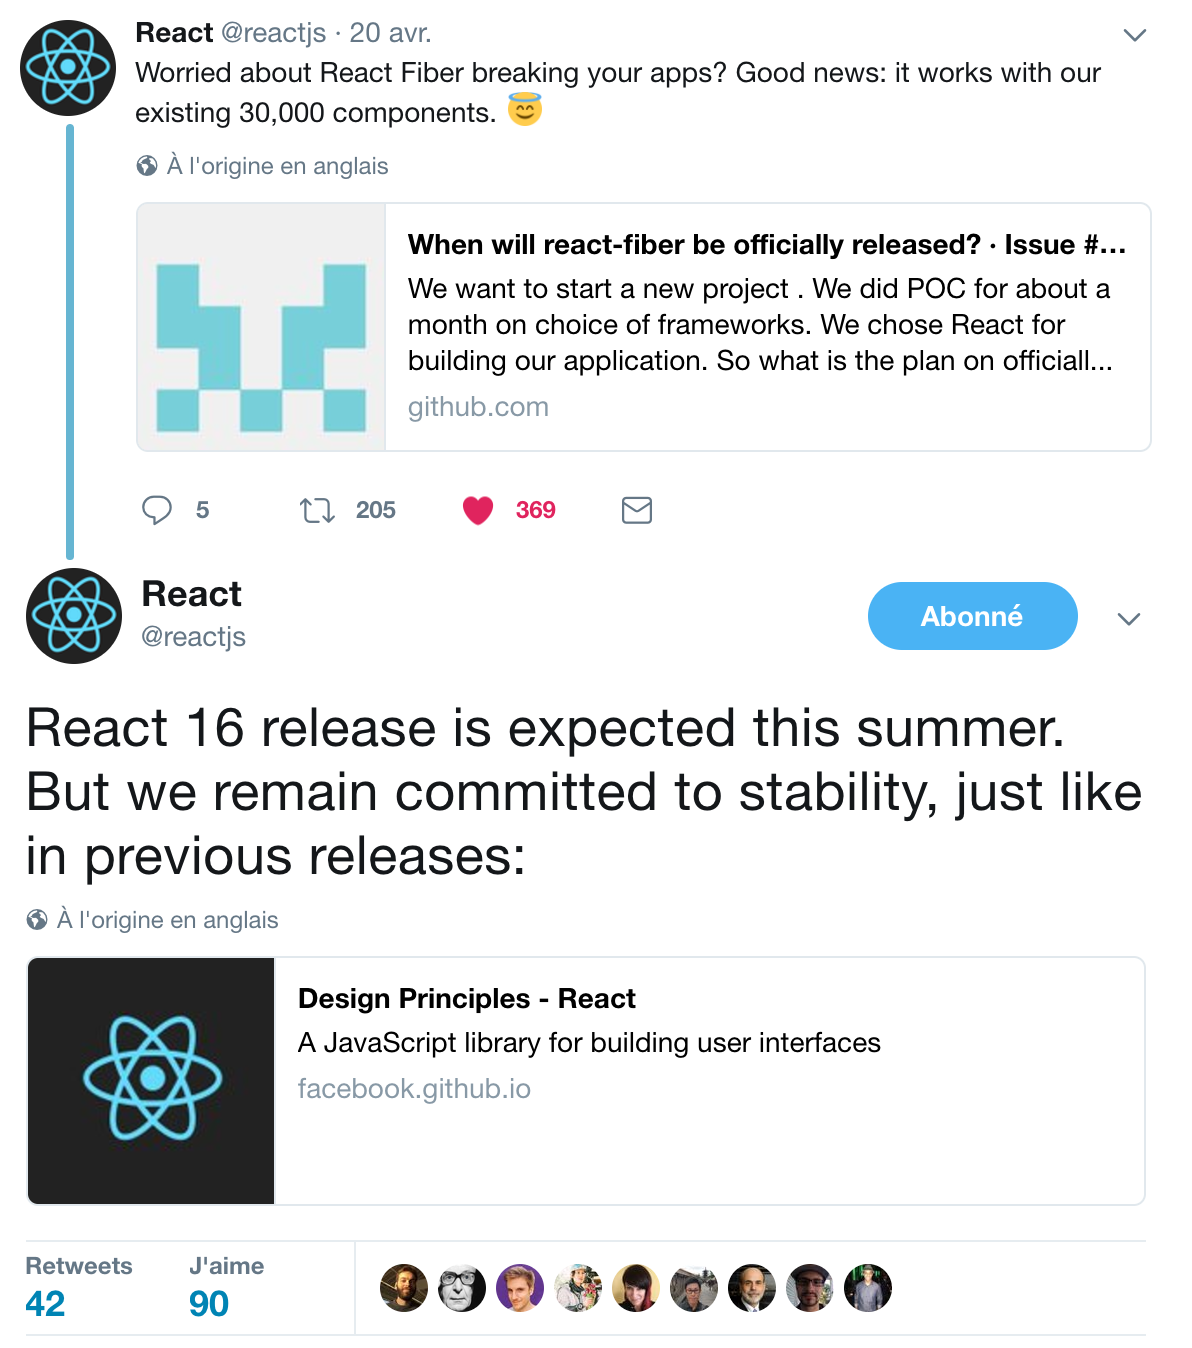 React @reactjs · 20 avr.
Worried about React Fiber breaking your apps? Good news: it works with our
existing 30,000 components. 😇
À l'origine en anglais
When will react-fiber be officially released? · Issue #...
We want to start a new project . We did POC for about a
month on choice of frameworks. We chose React for
building our application. So what is the plan on officiall...
github.com
5 205 369
React
@reactjs
Abonné
React 16 release is expected this summer.
But we remain committed to stability, just like
in previous releases:
À l'origine en anglais
Design Principles - React
A JavaScript library for building user interfaces
facebook.github.io
Retweets J'aime
42 90